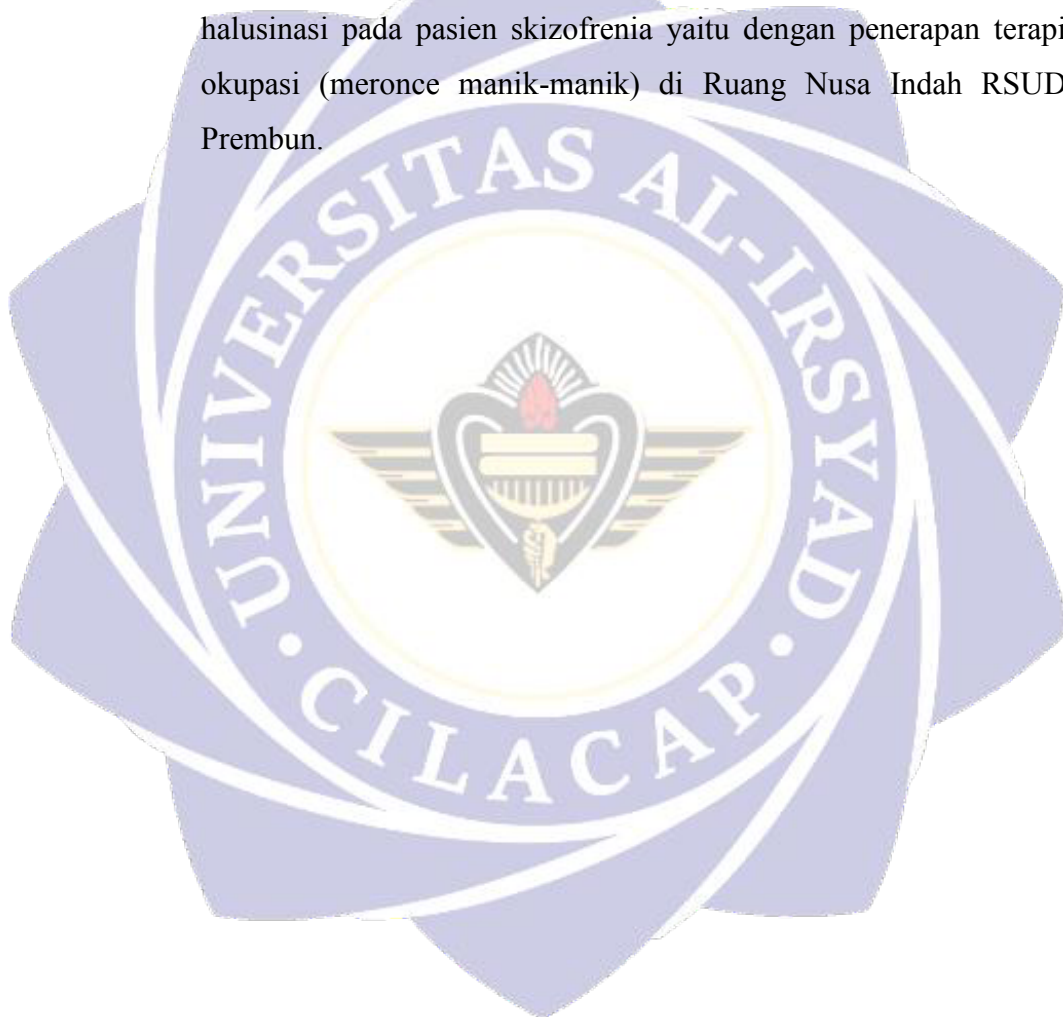 halusinasi pada pasien skizofrenia yaitu dengan penerapan terapi
okupasi (meronce manik-manik) di Ruang Nusa Indah RSUD
Prembun.
UNIVERSITAS AL-IRSYAD
• CILACAP •